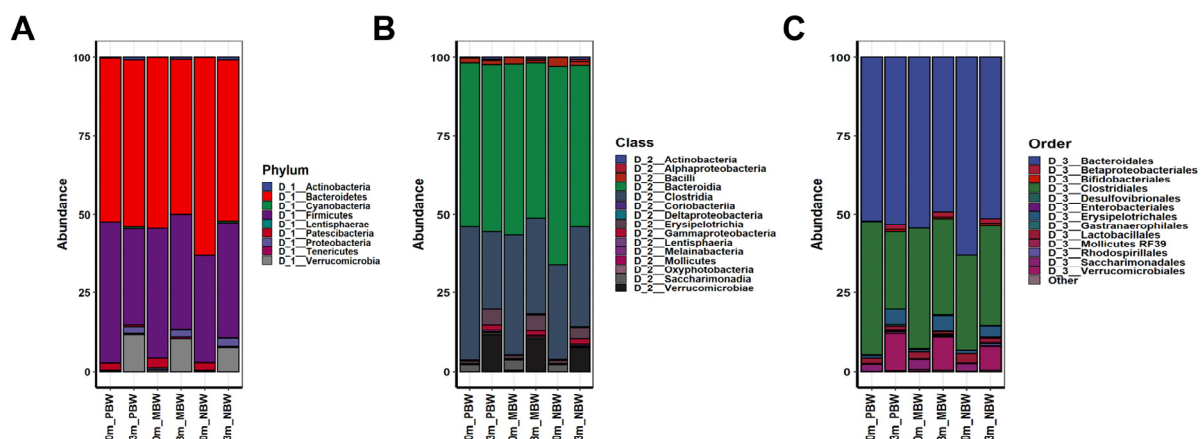 A
Abundance
100
75
50
25
0
0m_PBW
3m_PBW
0m_MBW
3m_MBW
0m_NBW
3m_NBW
Phylum
D_1__Actinobacteria
D_1__Bacteroidetes
D_1__Cyanobacteria
D_1__Firmicutes
D_1__Lentisphaerae
D_1__Patescibacteria
D_1__Proteobacteria
D_1__Tenericutes
D_1__Verrucomicrobia
B
Abundance
100
75
50
25
0
0m_PBW
3m_PBW
0m_MBW
3m_MBW
0m_NBW
3m_NBW
Class
D_2__Actinobacteria
D_2__Alphaproteobacteria
D_2__Bacilli
D_2__Bacteroidia
D_2__Clostridia
D_2__Coriobacteriia
D_2__Deltaproteobacteria
D_2__Erysipelotrichia
D_2__Gammaproteobacteria
D_2__Lentisphaeria
D_2__Melainabacteria
D_2__Mollicutes
D_2__Oxyphotobacteria
D_2__Saccharimonadia
D_2__Verrucomicrobiae
C
Abundance
100
75
50
25
0
0m_PBW
3m_PBW
0m_MBW
3m_MBW
0m_NBW
3m_NBW
Order
D_3__Bacteroidales
D_3__Betaproteobacteriales
D_3__Bifidobacteriales
D_3__Clostridiales
D_3__Desulfovibrionales
D_3__Enterobacteriales
D_3__Erysipelotrichales
D_3__Gastranaerophilales
D_3__Lactobacillales
D_3__Mollicutes RF39
D_3__Rhodospirillales
D_3__Saccharimonadales
D_3__Verrucomicrobiales
Other